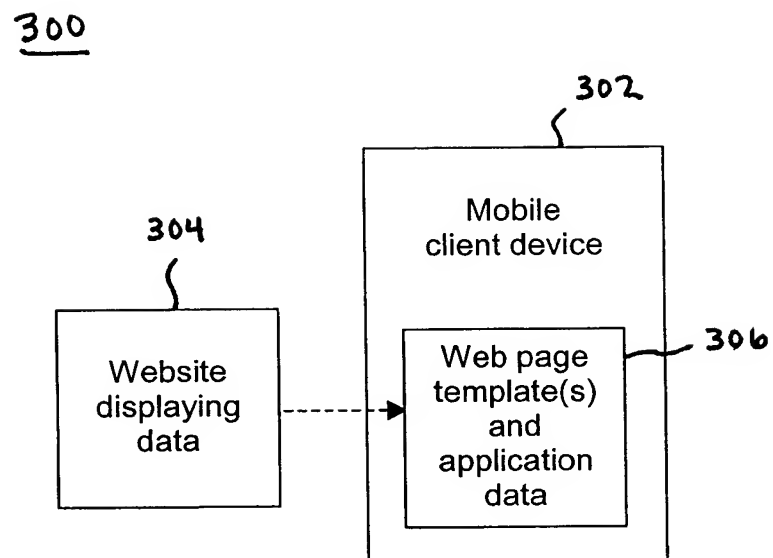 300
302
Mobile
client device
304
Website
displaying
data
306
Web page
template(s)
and
application
data